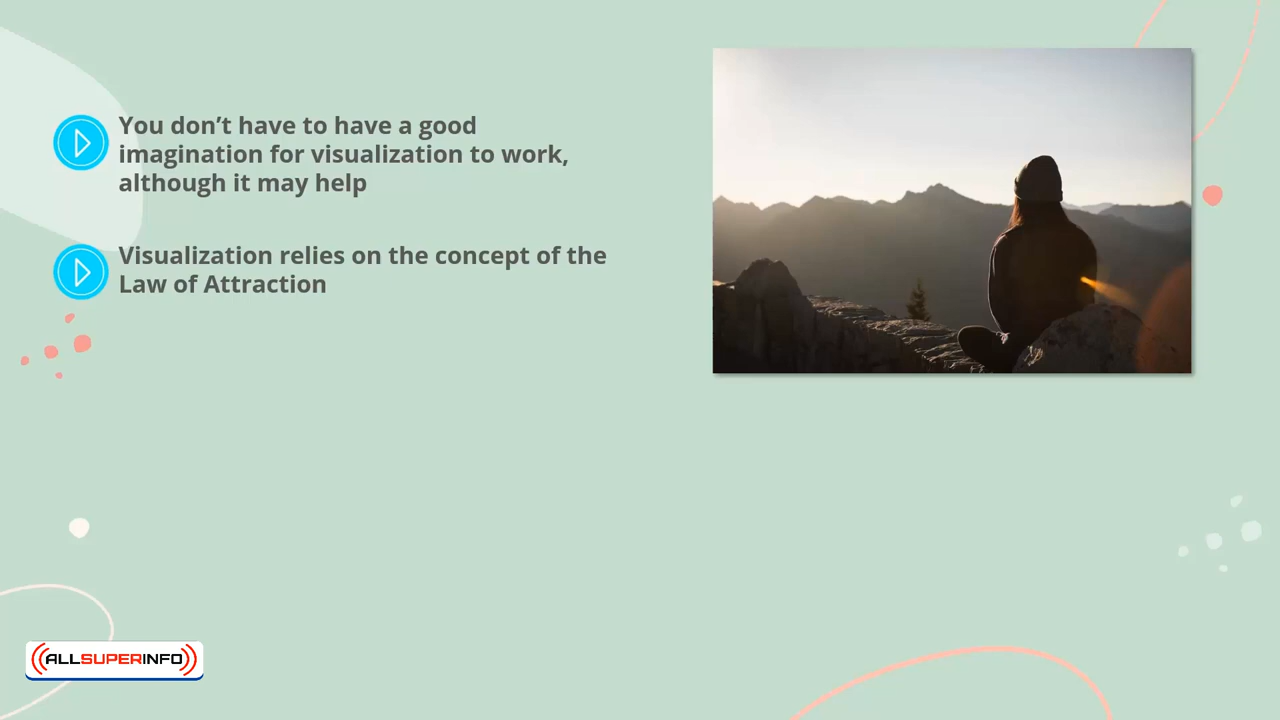 You don’t have to have a good
imagination for visualization to work,
although it may help
Visualization relies on the concept of the
Law of Attraction
ALLSUPERINFO